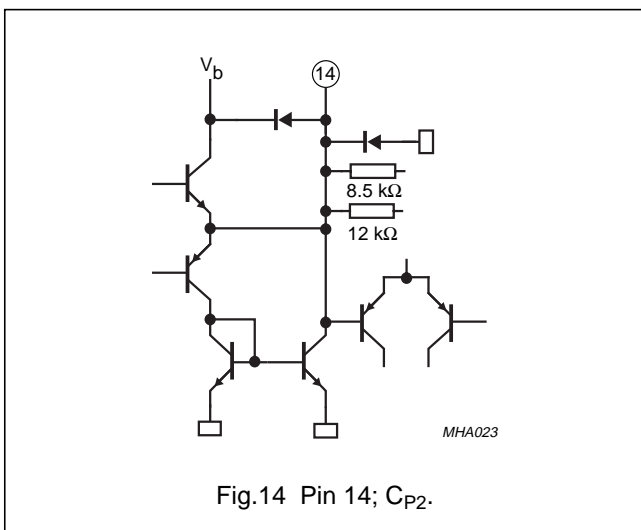 V_b
14
8.5 kΩ
12 kΩ
MHA023
Fig.14 Pin 14; C_P2.